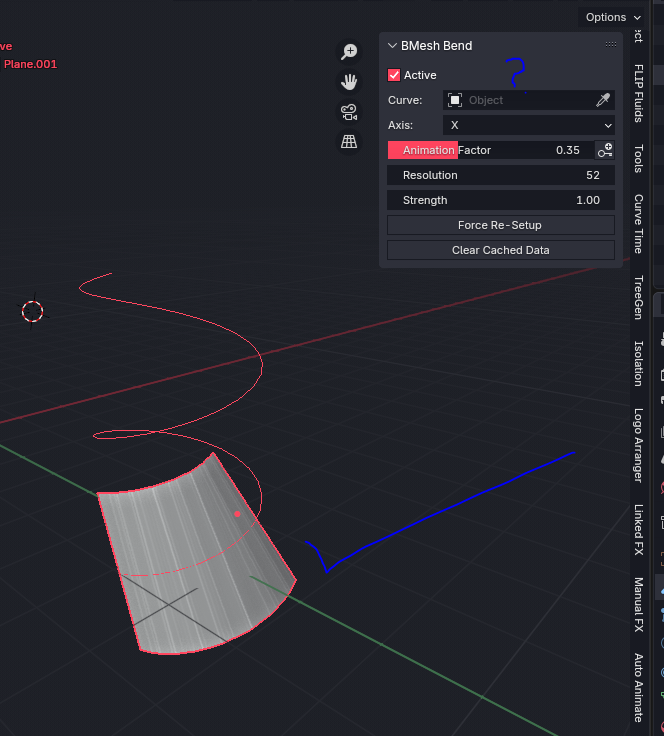 Options
ve
Plane.001
BMesh Bend
?
Active
Curve: Object
Axis: X
Animation Factor 0.35
Resolution 52
Strength 1.00
Force Re-Setup
Clear Cached Data
ct
FLIP Fluids
Tools
Curve Time
TreeGen
Isolation
Logo Arranger
Linked FX
Manual FX
Auto Animate